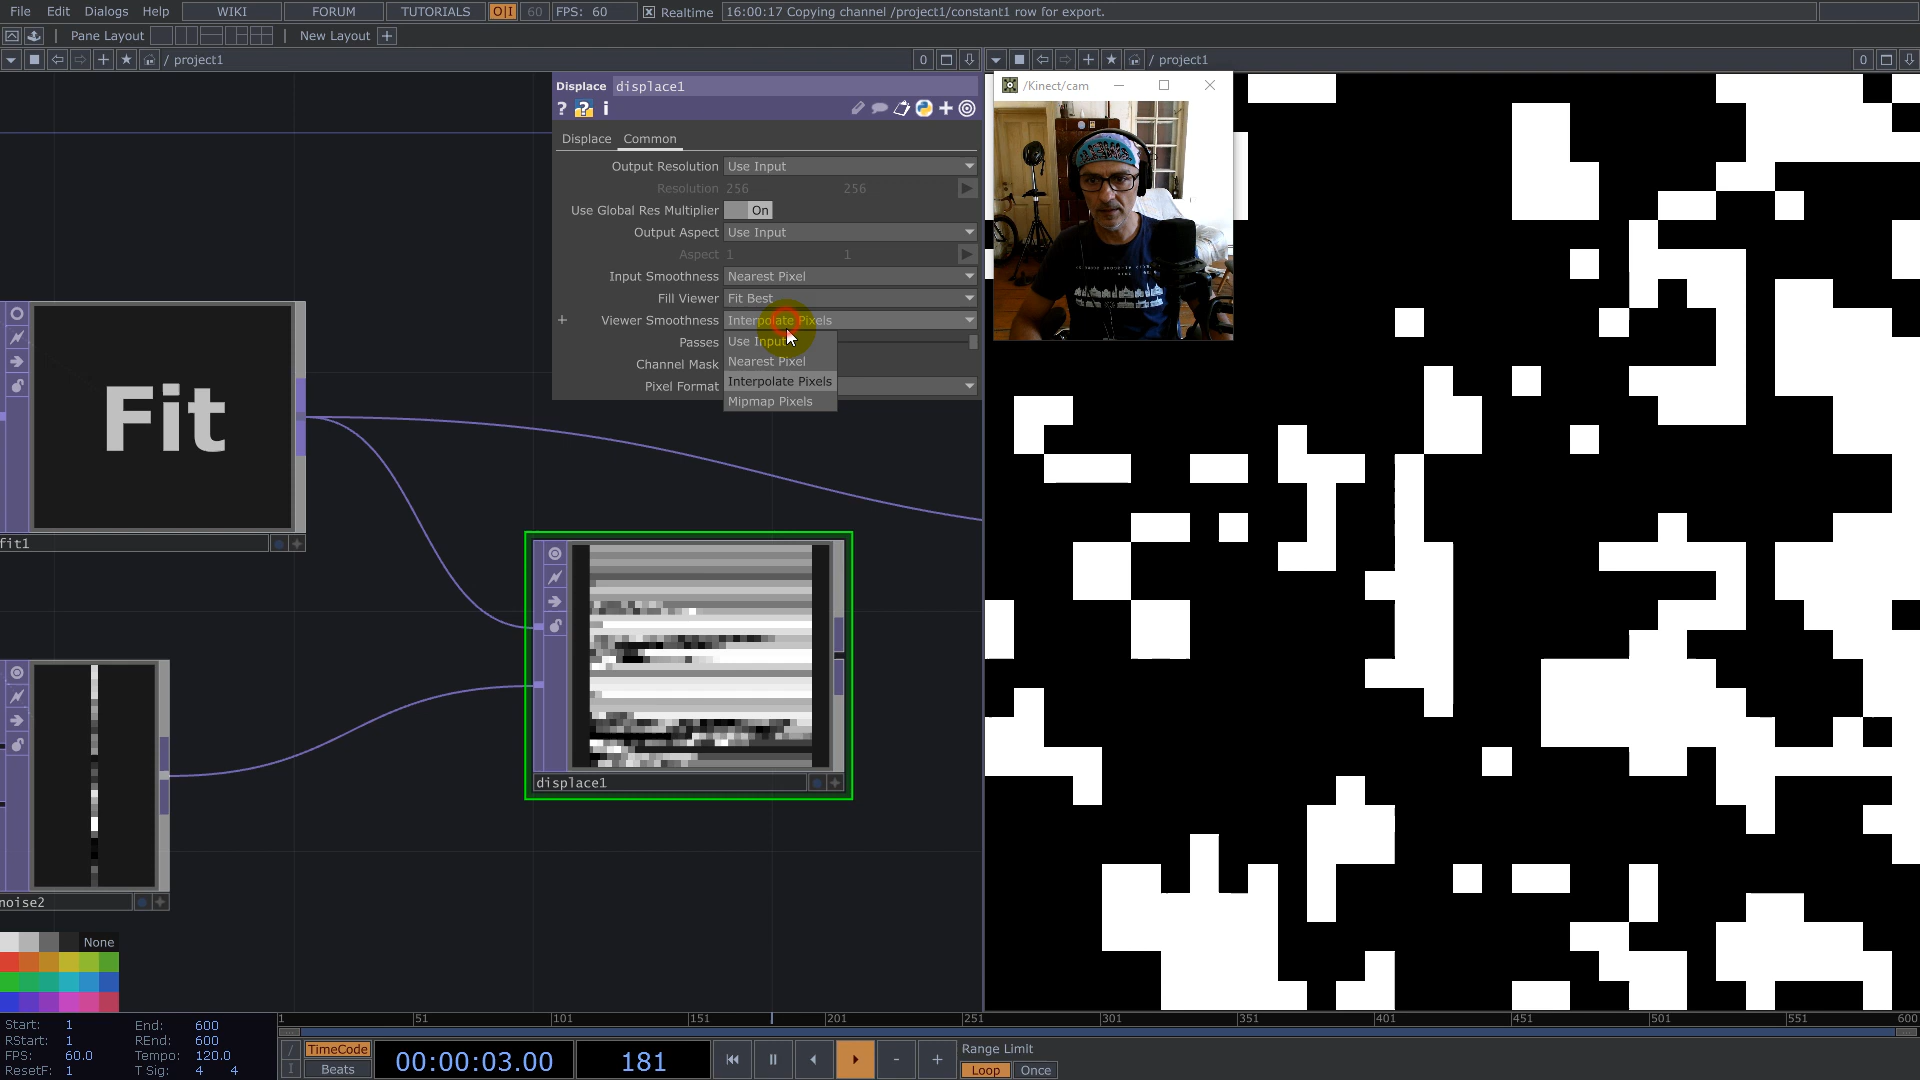 File Edit Dialogs Help WIKI FORUM TUTORIALS O|I 60 FPS: 60 Realtime 16:00:17 Copying channel /project1/constant1 row for export.
Pane Layout New Layout +
/ project1 0
/ project1 0
Displace displace1
? ? i
Displace Common
Output Resolution Use Input
Resolution 256 256
Use Global Res Multiplier On
Output Aspect Use Input
Aspect 1 1
Input Smoothness Nearest Pixel
Fill Viewer Fit Best
+ Viewer Smoothness Interpolate Pixels
Passes
Channel Mask
Pixel Format
Use Input
Nearest Pixel
Interpolate Pixels
Mipmap Pixels
/Kinect/cam
Fit
fit1
displace1
noise2
None
1 51 101 151 201 251 301 351 401 451 501 551 600
Start: 1 End: 600
RStart: 1 REnd: 600
FPS: 60.0 Tempo: 120.0
ResetF: 1 T Sig: 4 4
TimeCode
Beats
00:00:03.00
181
- +
Range Limit
Loop Once